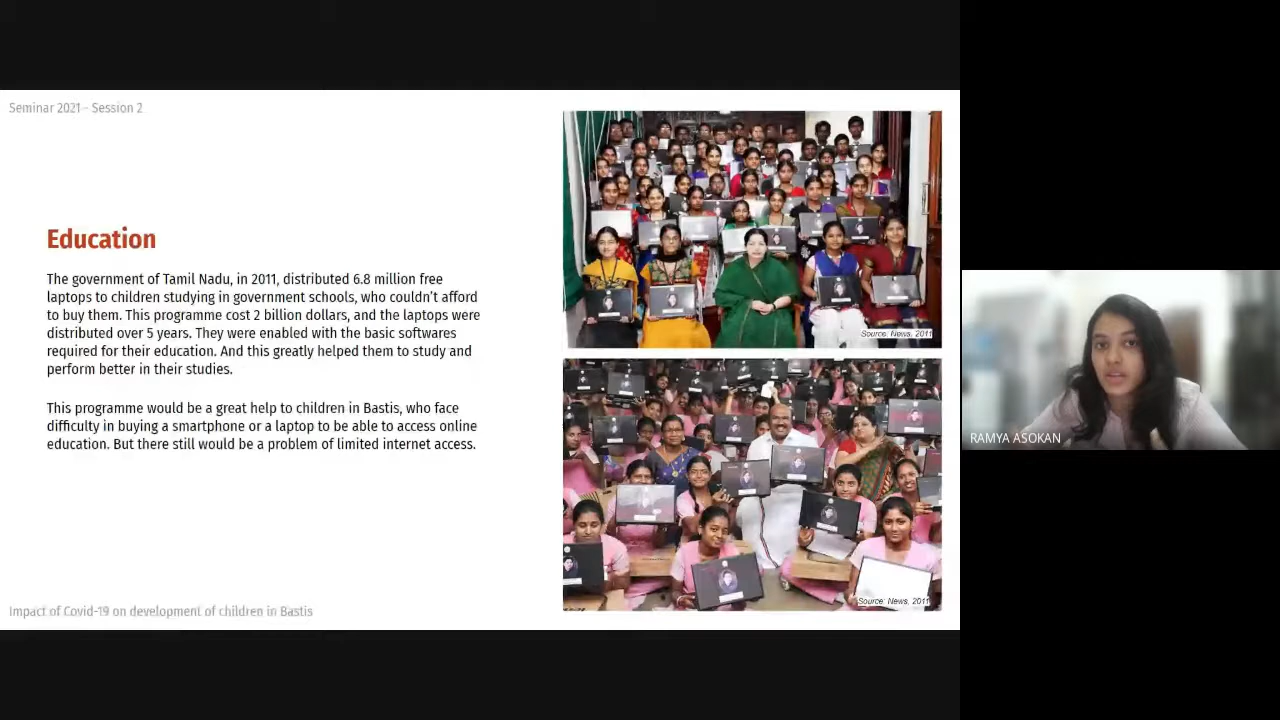 Seminar 2021 - Session 2
Education
The government of Tamil Nadu, in 2011, distributed 6.8 million free
laptops to children studying in government schools, who couldn't afford
to buy them. This programme cost 2 billion dollars, and the laptops were
distributed over 5 years. They were enabled with the basic softwares
required for their education. And this greatly helped them to study and
perform better in their studies.
This programme would be a great help to children in Bastis, who face
difficulty in buying a smartphone or a laptop to be able to access online
education. But there still would be a problem of limited internet access.
Source: News, 2011
Source: News, 2011
Impact of Covid-19 on development of children in Bastis
RAMYA ASOKAN